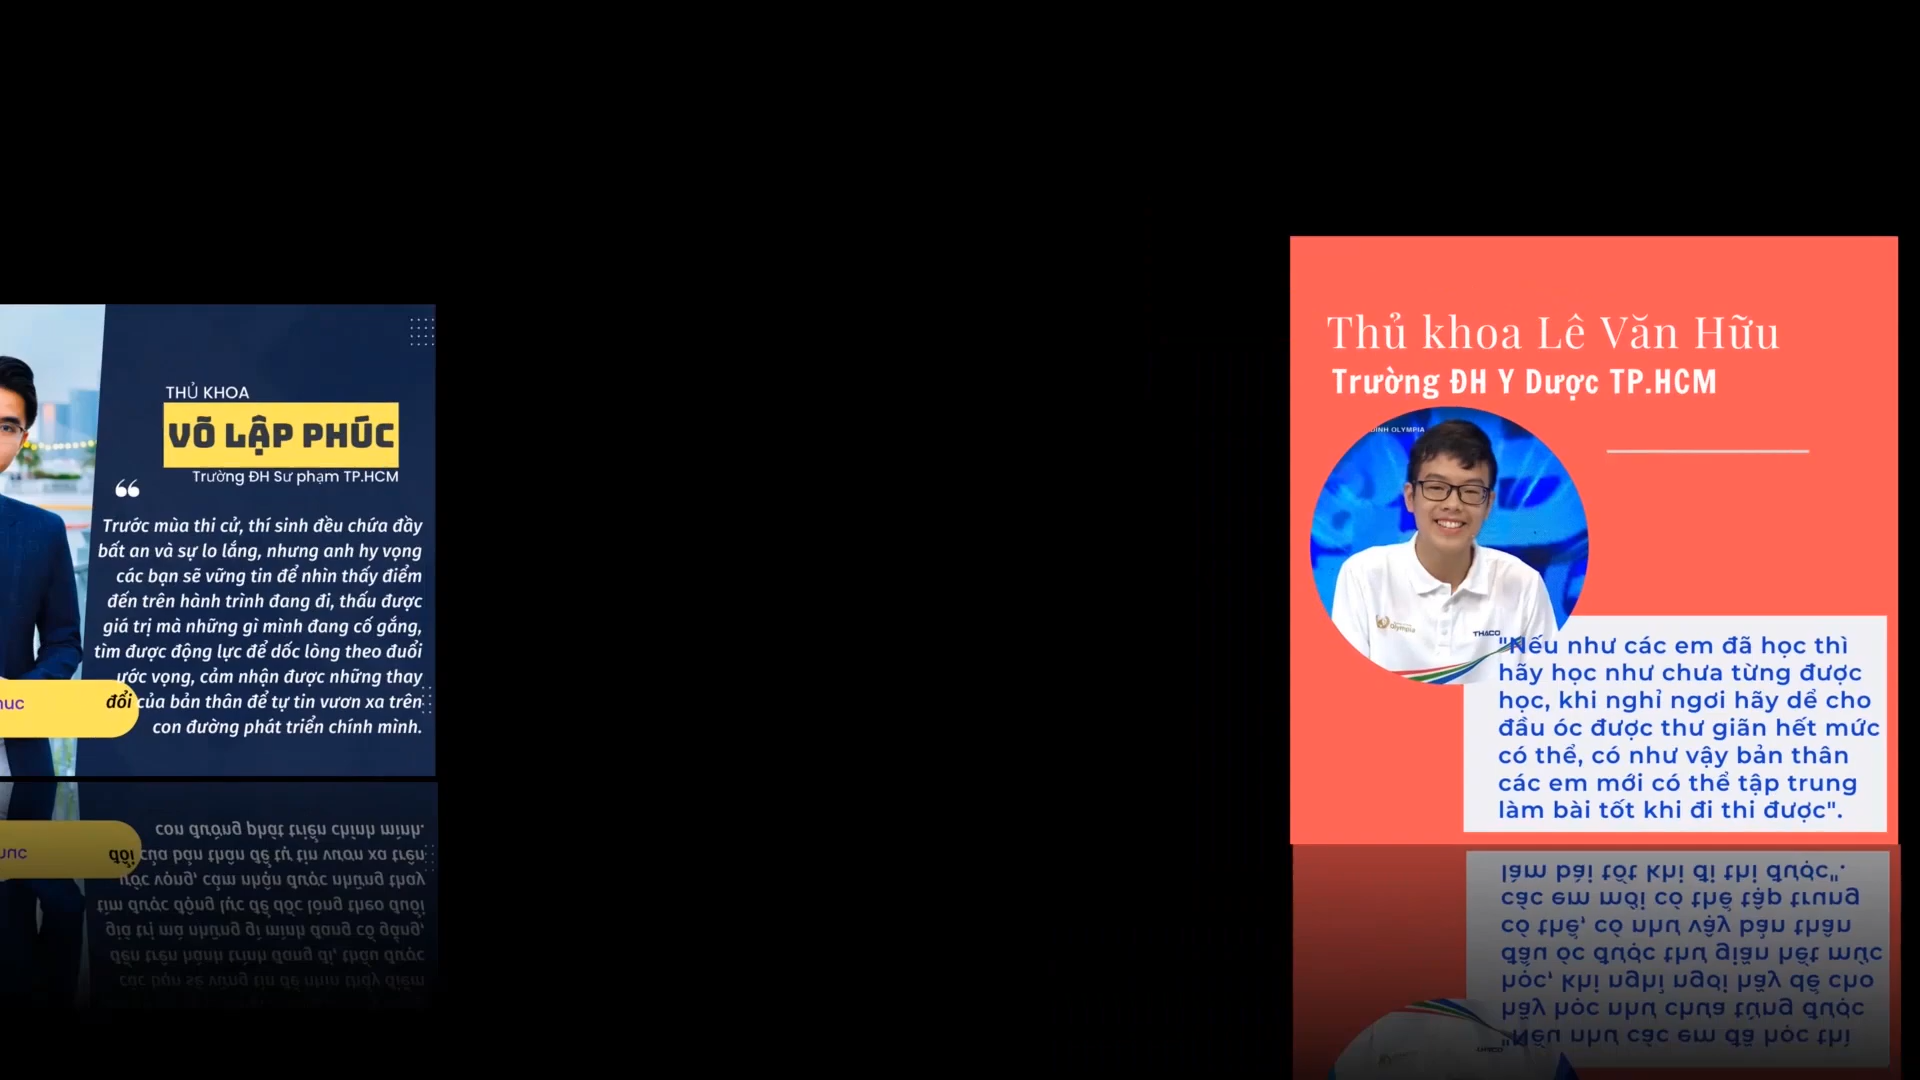 THỦ KHOA
VÕ LẬP PHÚC
Trường ĐH Sư phạm TP.HCM
Trước mùa thi cử, thí sinh đều chứa đầy
bất an và sự lo lắng, nhưng anh hy vọng
các bạn sẽ vững tin để nhìn thấy điểm
đến trên hành trình đang đi, thấu được
giá trị mà những gì mình đang cố gắng,
tìm được động lực để dốc lòng theo đuổi
ước vọng, cảm nhận được những thay
đổi của bản thân để tự tin vươn xa trên
con đường phát triển chính mình.
Thủ khoa Lê Văn Hữu
Trường ĐH Y Dược TP.HCM
OLYMPIA
Olympia
THACO
"Nếu như các em đã học thì
hãy học như chưa từng được
học, khi nghỉ ngơi hãy dể cho
đầu óc được thư giãn hết mức
có thể, có như vậy bản thân
các em mới có thể tập trung
làm bài tốt khi đi thi được".